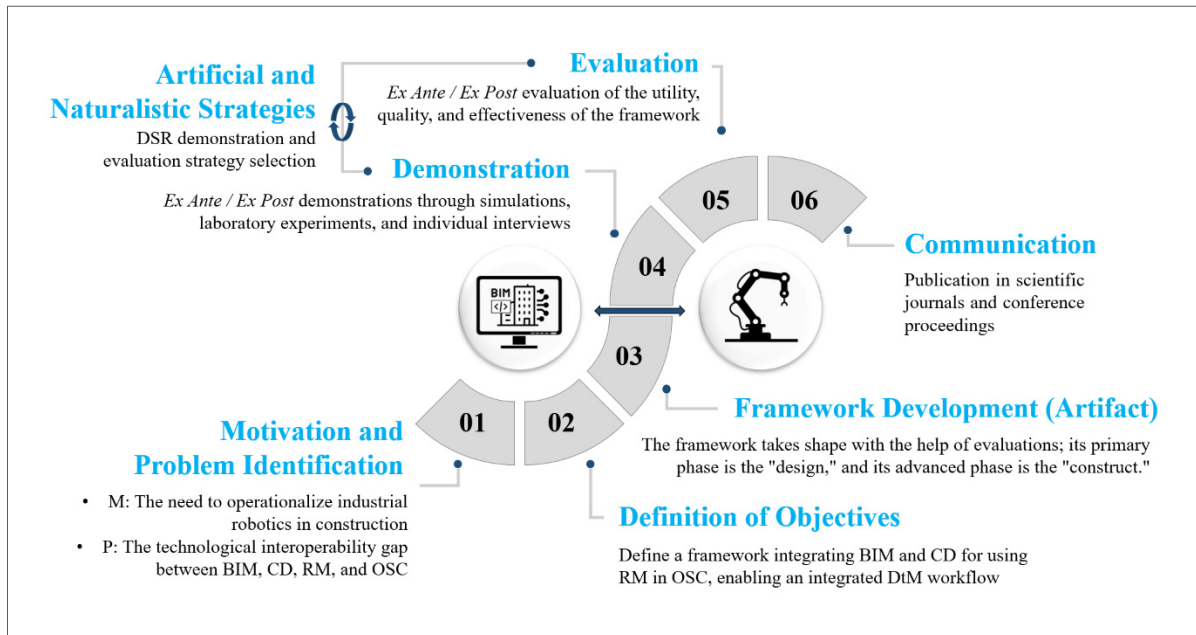 Artificial and
Naturalistic Strategies
DSR demonstration and
evaluation strategy selection
Evaluation
Ex Ante / Ex Post evaluation of the utility,
quality, and effectiveness of the framework
Demonstration
Ex Ante / Ex Post demonstrations through simulations,
laboratory experiments, and individual interviews
05
06
04
03
01
02
BIM
</>
Communication
Publication in scientific
journals and conference
proceedings
Framework Development (Artifact)
The framework takes shape with the help of evaluations; its primary
phase is the "design," and its advanced phase is the "construct."
Motivation and
Problem Identification
• M: The need to operationalize industrial
robotics in construction
• P: The technological interoperability gap
between BIM, CD, RM, and OSC
Definition of Objectives
Define a framework integrating BIM and CD for using
RM in OSC, enabling an integrated DtM workflow